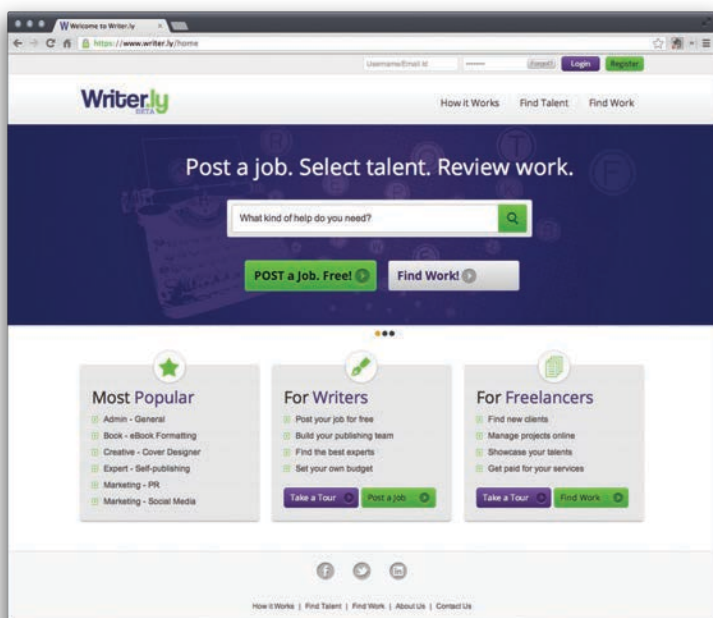 Welcome to Writer.ly
https://www.writer.ly/home
Username/Email Id
Forgot?
Login
Register
Writer.ly
BETA
How it Works
Find Talent
Find Work
Post a job. Select talent. Review work.
What kind of help do you need?
POST a Job. Free!
Find Work!
Most Popular
Admin - General
Book - eBook Formatting
Creative - Cover Designer
Expert - Self-publishing
Marketing - PR
Marketing - Social Media
For Writers
Post your job for free
Build your publishing team
Find the best experts
Set your own budget
Take a Tour
Post a Job
For Freelancers
Find new clients
Manage projects online
Showcase your talents
Get paid for your services
Take a Tour
Find Work
How it Works | Find Talent | Find Work | About Us | Contact Us